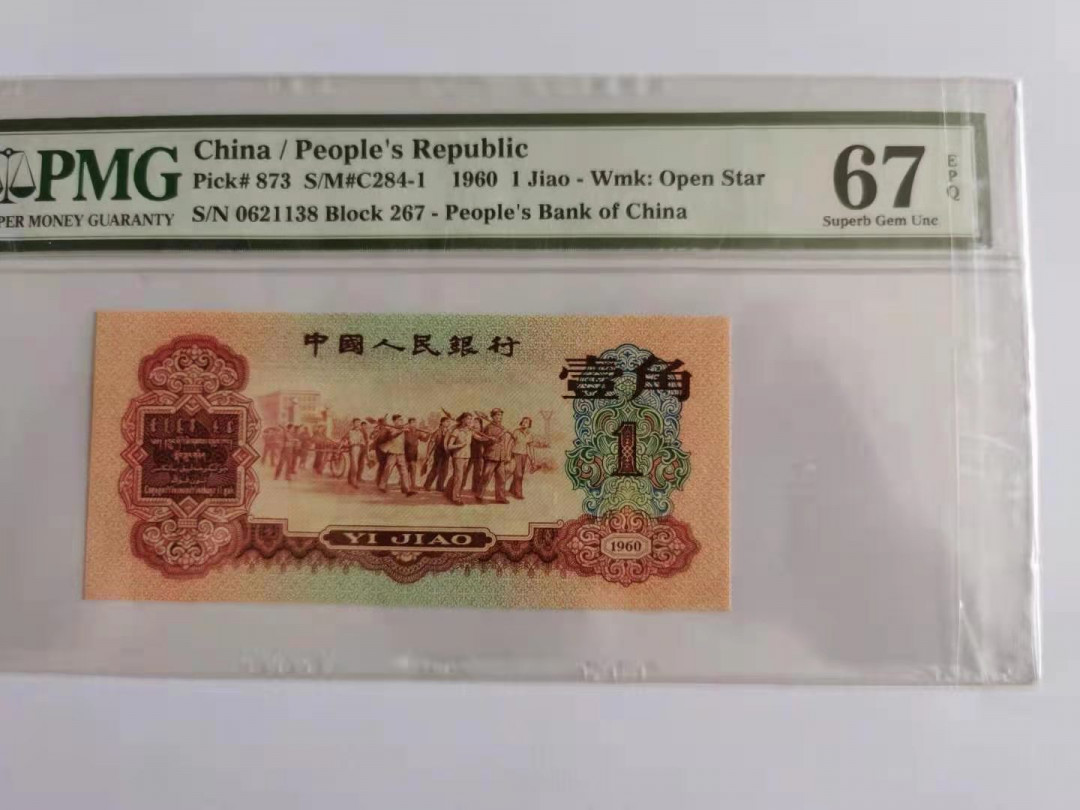 PMG
PER MONEY GUARANTY
China / People's Republic
Pick# 873 S/M#C284-1 1960 1 Jiao - Wmk: Open Star
S/N 0621138 Block 267 - People's Bank of China
67
EPQ
Superb Gem Unc
中國人民銀行
壹角
1
YI JIAO
1960